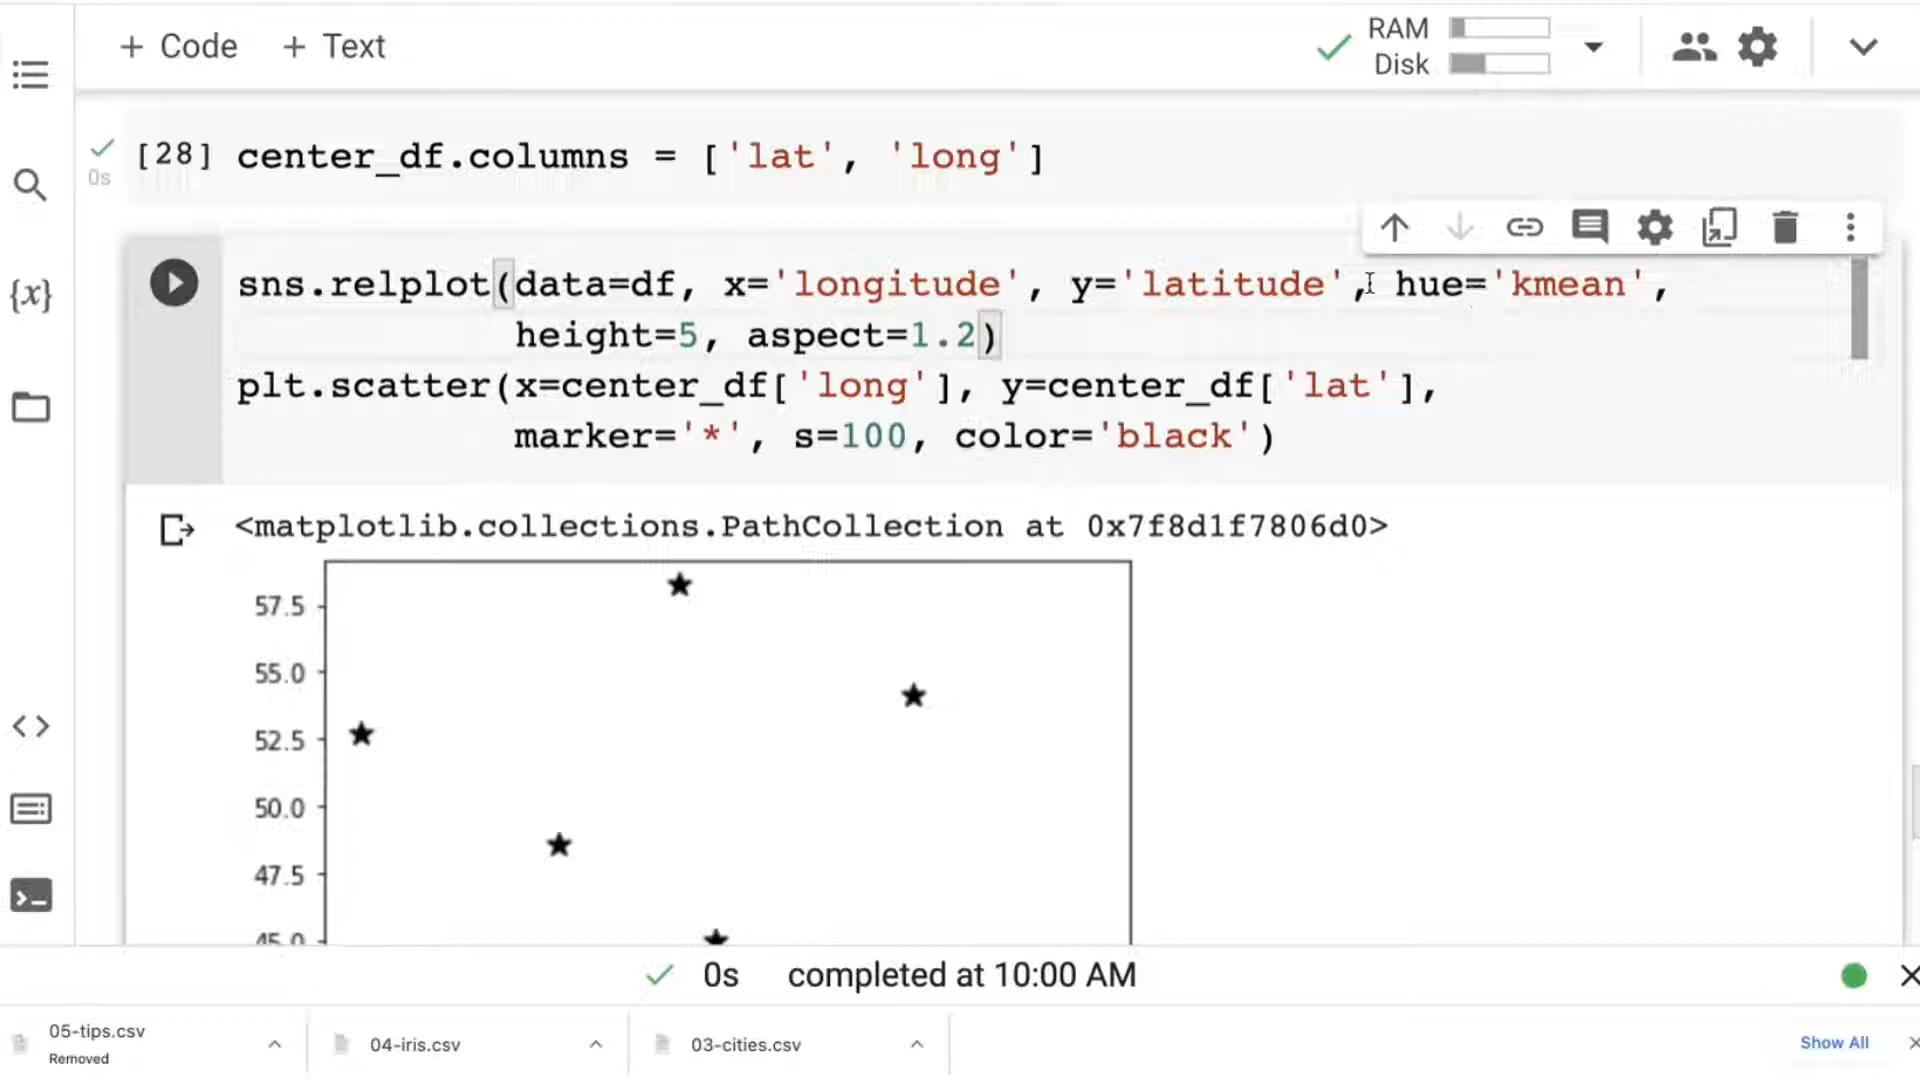 + Code + Text
RAM
Disk
[28] center_df.columns = ['lat', 'long']
0s
{x}
sns.relplot(data=df, x='longitude', y='latitude', hue='kmean',
height=5, aspect=1.2)
plt.scatter(x=center_df['long'], y=center_df['lat'],
marker='*', s=100, color='black')
<matplotlib.collections.PathCollection at 0x7f8d1f7806d0>
57.5
55.0
52.5
50.0
47.5
45.0
0s completed at 10:00 AM
05-tips.csv
Removed
04-iris.csv
03-cities.csv
Show All